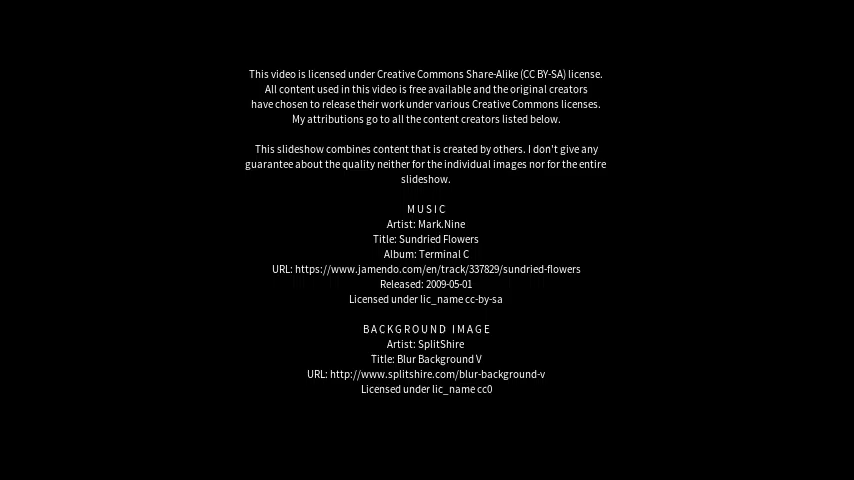 This video is licensed under Creative Commons Share-Alike (CC BY-SA) license.
All content used in this video is free available and the original creators
have chosen to release their work under various Creative Commons licenses.
My attributions go to all the content creators listed below.
This slideshow combines content that is created by others. I don't give any
guarantee about the quality neither for the individual images nor for the entire
slideshow.
MUSIC
Artist: Mark.Nine
Title: Sundried Flowers
Album: Terminal C
URL: https://www.jamendo.com/en/track/337829/sundried-flowers
Released: 2009-05-01
Licensed under lic_name cc-by-sa
BACKGROUND IMAGE
Artist: SplitShire
Title: Blur Background V
URL: http://www.splitshire.com/blur-background-v
Licensed under lic_name cc0